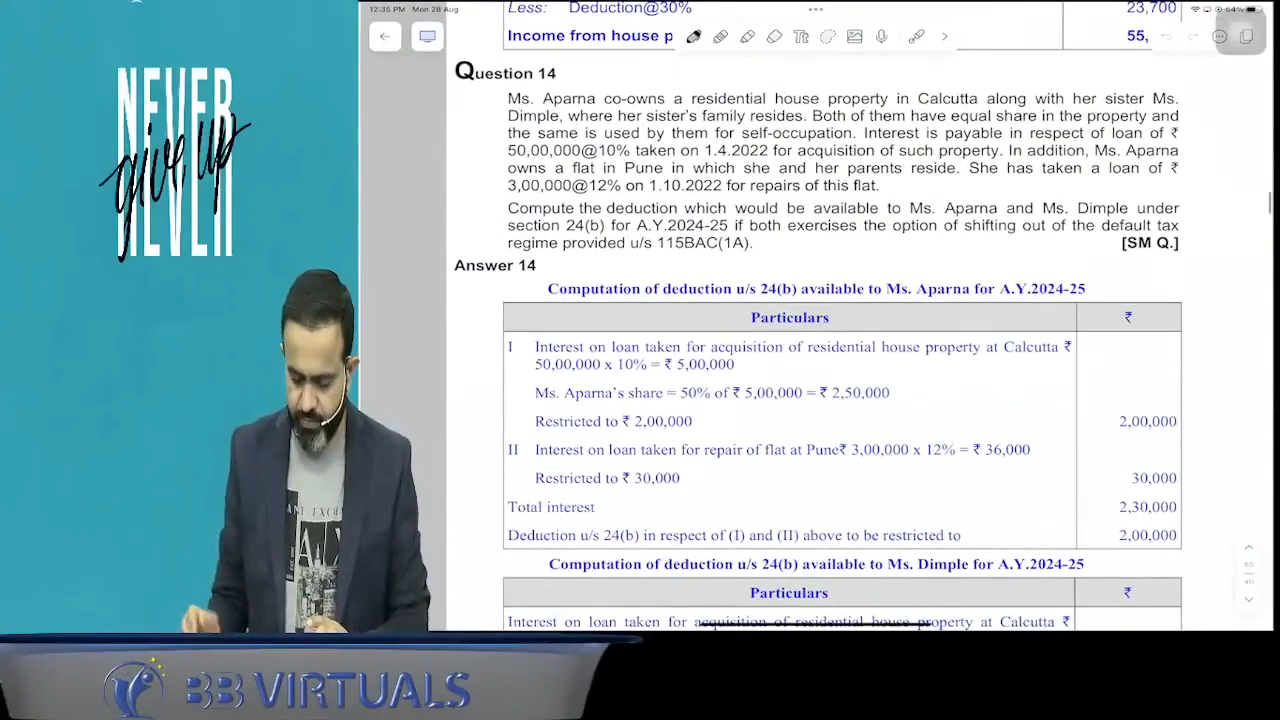 12:35 PM Mon 28 Aug
64%
NEVER
give up
NEVER
Less: Deduction@30%
23,700
Income from house p
55,
Question 14
Ms. Aparna co-owns a residential house property in Calcutta along with her sister Ms.
Dimple, where her sister's family resides. Both of them have equal share in the property and
the same is used by them for self-occupation. Interest is payable in respect of loan of ₹
50,00,000@10% taken on 1.4.2022 for acquisition of such property. In addition, Ms. Aparna
owns a flat in Pune in which she and her parents reside. She has taken a loan of ₹
3,00,000@12% on 1.10.2022 for repairs of this flat.
Compute the deduction which would be available to Ms. Aparna and Ms. Dimple under
section 24(b) for A.Y.2024-25 if both exercises the option of shifting out of the default tax
regime provided u/s 115BAC(1A). [SM Q.]
Answer 14
Computation of deduction u/s 24(b) available to Ms. Aparna for A.Y.2024-25
Particulars ₹
I Interest on loan taken for acquisition of residential house property at Calcutta ₹
50,00,000 x 10% = ₹ 5,00,000
Ms. Aparna's share = 50% of ₹ 5,00,000 = ₹ 2,50,000
Restricted to ₹ 2,00,000 2,00,000
II Interest on loan taken for repair of flat at Pune₹ 3,00,000 x 12% = ₹ 36,000
Restricted to ₹ 30,000 30,000
Total interest 2,30,000
Deduction u/s 24(b) in respect of (I) and (II) above to be restricted to 2,00,000
Computation of deduction u/s 24(b) available to Ms. Dimple for A.Y.2024-25
Particulars ₹
Interest on loan taken for acquisition of residential house property at Calcutta ₹
BB VIRTUALS